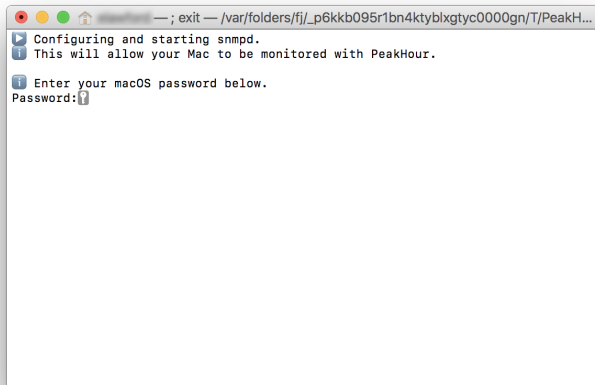 — ; exit — /var/folders/fj/_p6kkb095r1bn4ktyblxgtyc0000gn/T/PeakH...
Configuring and starting snmpd.
This will allow your Mac to be monitored with PeakHour.
Enter your macOS password below.
Password: